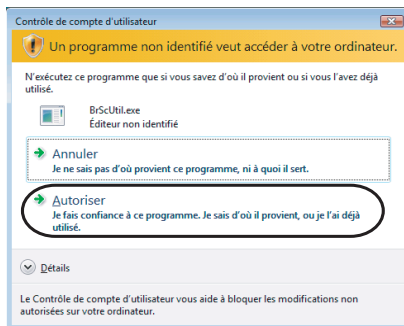 Contrôle de compte d'utilisateur
Un programme non identifié veut accéder à votre ordinateur.
N'exécutez ce programme que si vous savez d'où il provient ou si vous l'avez déjà
utilisé.
BrScUtil.exe
Éditeur non identifié
Annuler
Je ne sais pas d'où provient ce programme, ni à quoi il sert.
Autoriser
Je fais confiance à ce programme. Je sais d'où il provient, ou je l'ai déjà
utilisé.
Détails
Le Contrôle de compte d'utilisateur vous aide à bloquer les modifications non
autorisées sur votre ordinateur.